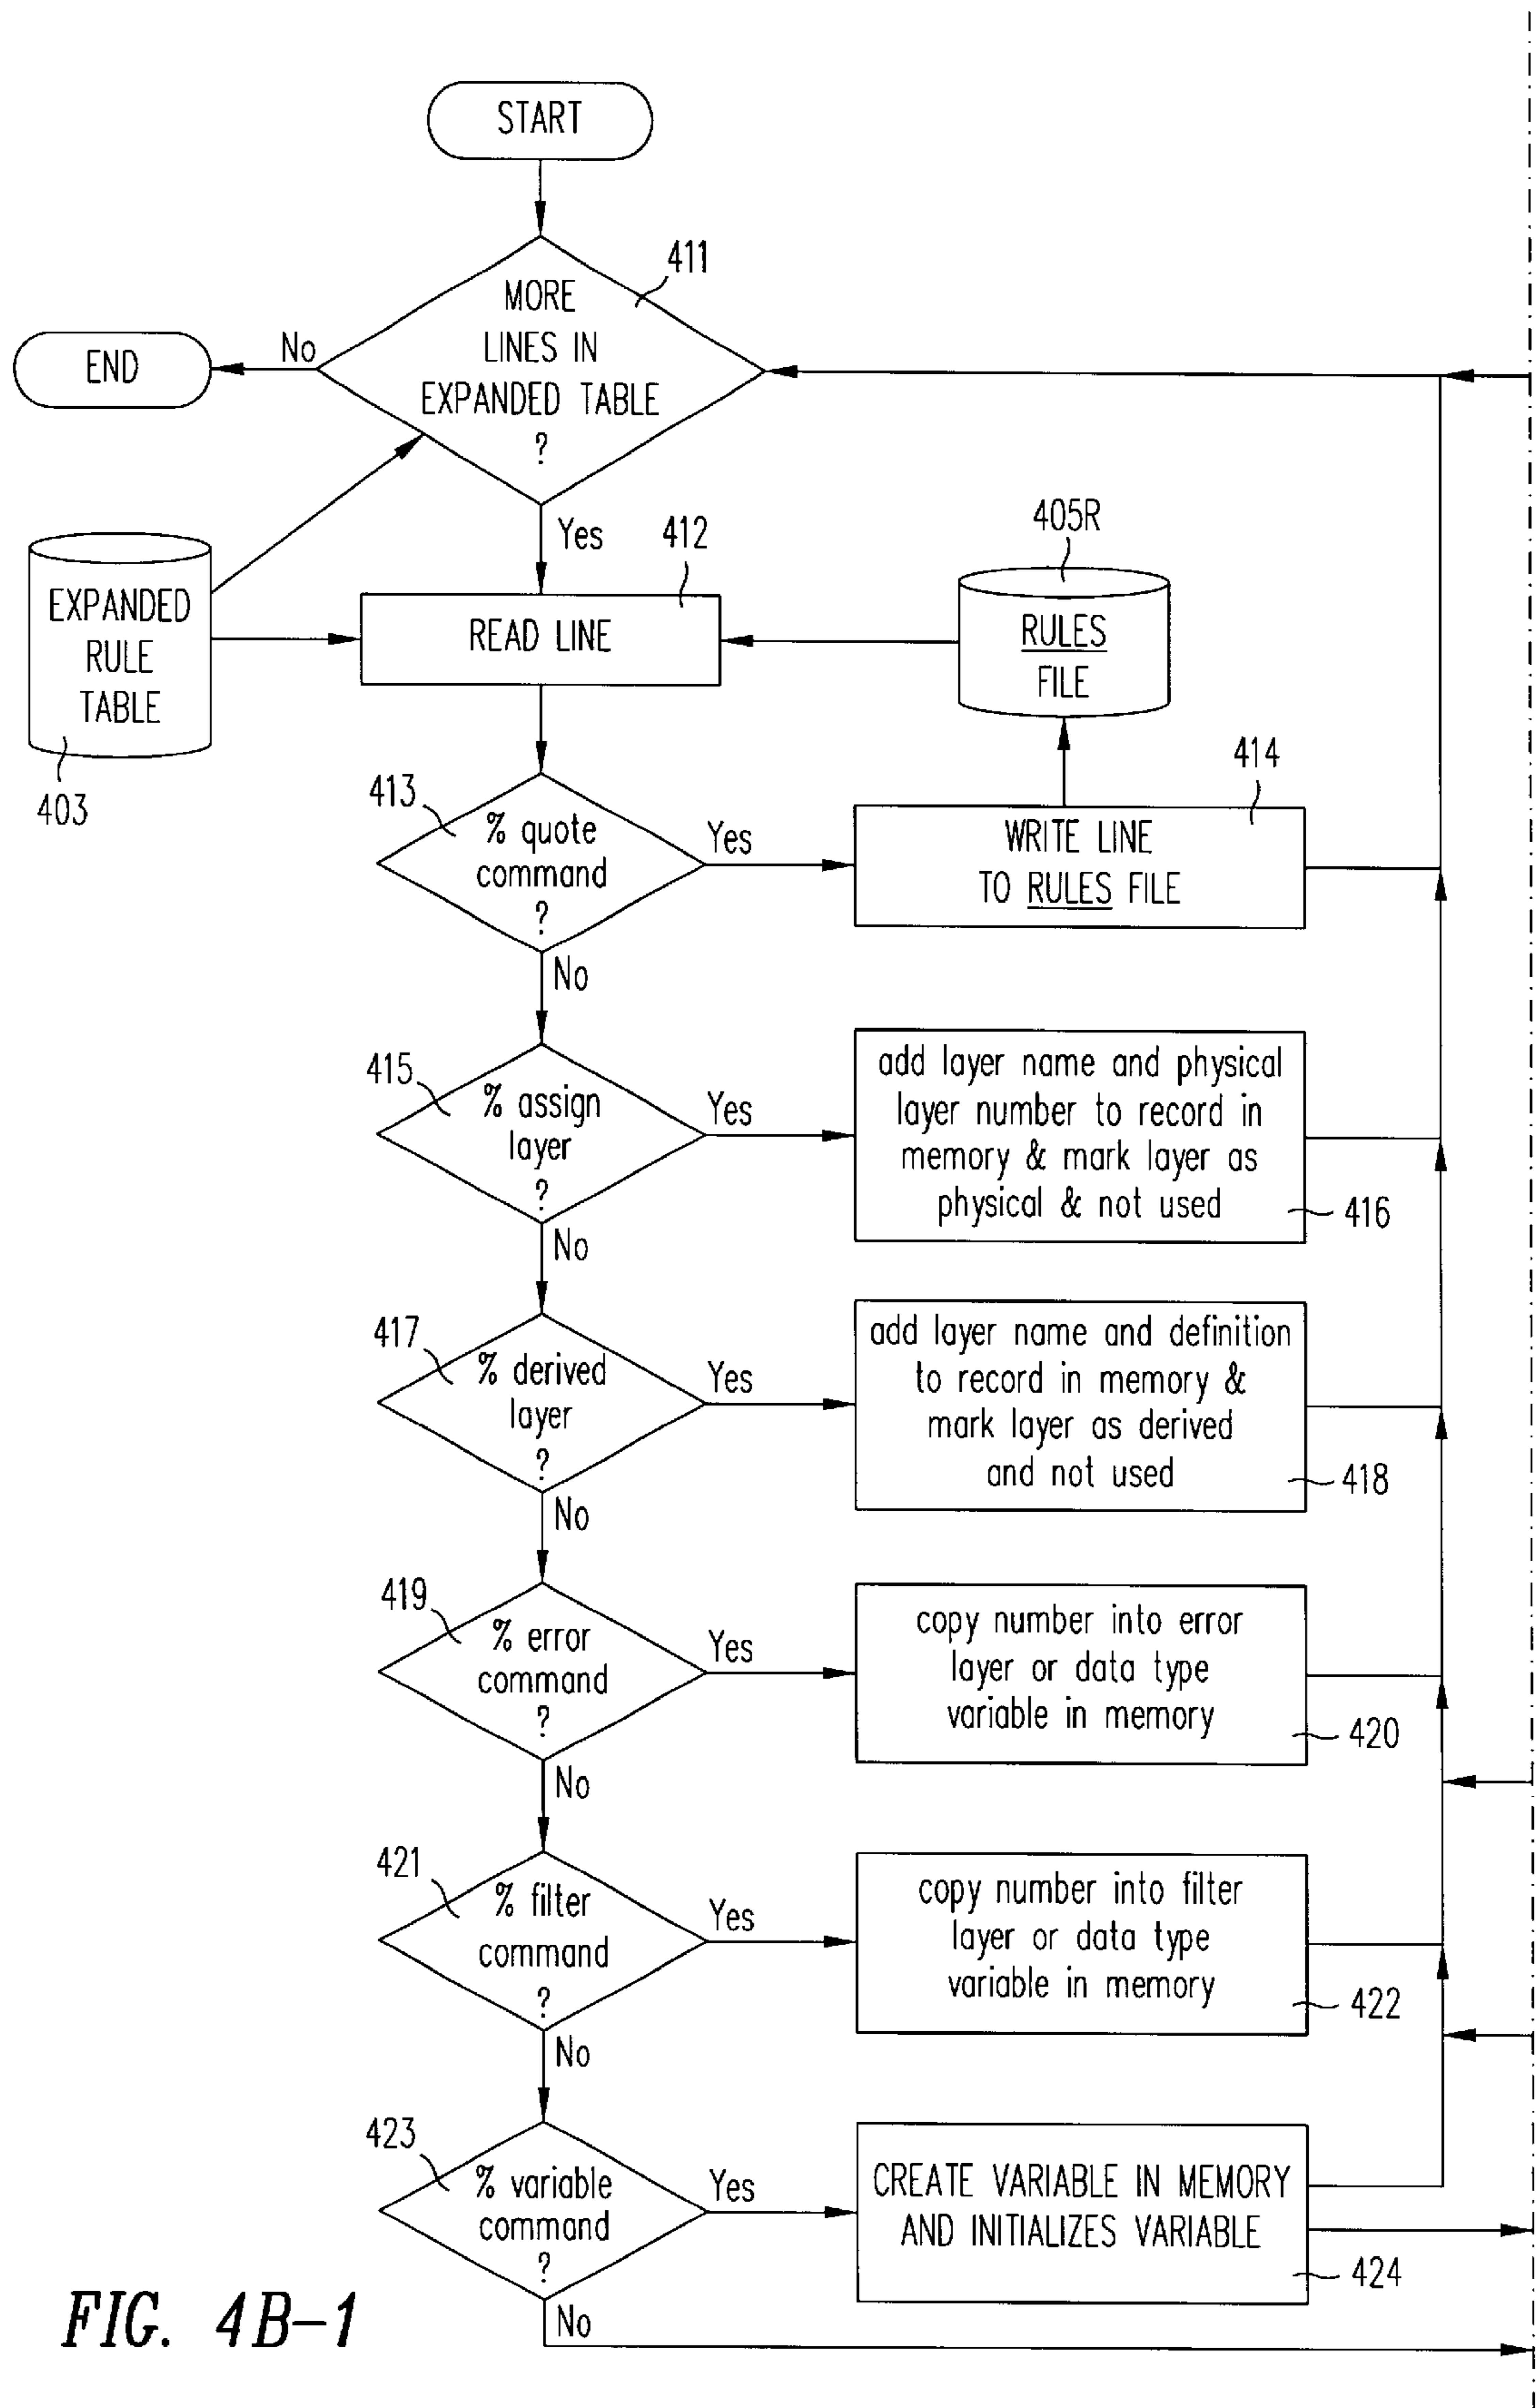 START
411
MORE
LINES IN
EXPANDED TABLE
?
No
END
Yes
412
405R
EXPANDED
RULE
TABLE
403
READ LINE
RULES
FILE
413
% quote
command
?
Yes
414
WRITE LINE
TO RULES FILE
No
415
% assign
layer
?
Yes
add layer name and physical
layer number to record in
memory & mark layer as
physical & not used
416
No
417
% derived
layer
?
Yes
add layer name and definition
to record in memory &
mark layer as derived
and not used
418
No
419
% error
command
?
Yes
copy number into error
layer or data type
variable in memory
420
No
421
% filter
command
?
Yes
copy number into filter
layer or data type
variable in memory
422
No
423
% variable
command
?
Yes
CREATE VARIABLE IN MEMORY
AND INITIALIZES VARIABLE
424
No
FIG. 4B-1